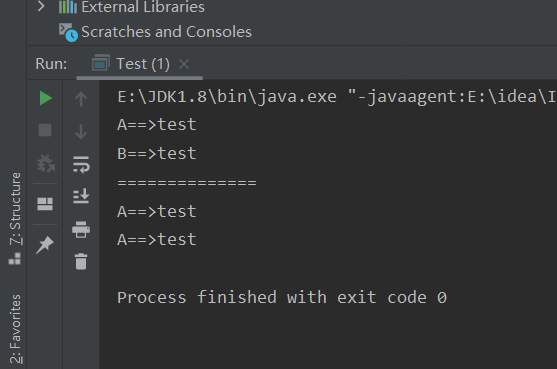 External Libraries
Scratches and Consoles
Run:
Test (1)
E:\JDK1.8\bin\java.exe "-javaagent:E:\idea\I
A==>test
B==>test
==============
A==>test
A==>test
Process finished with exit code 0
7: Structure
2: Favorites